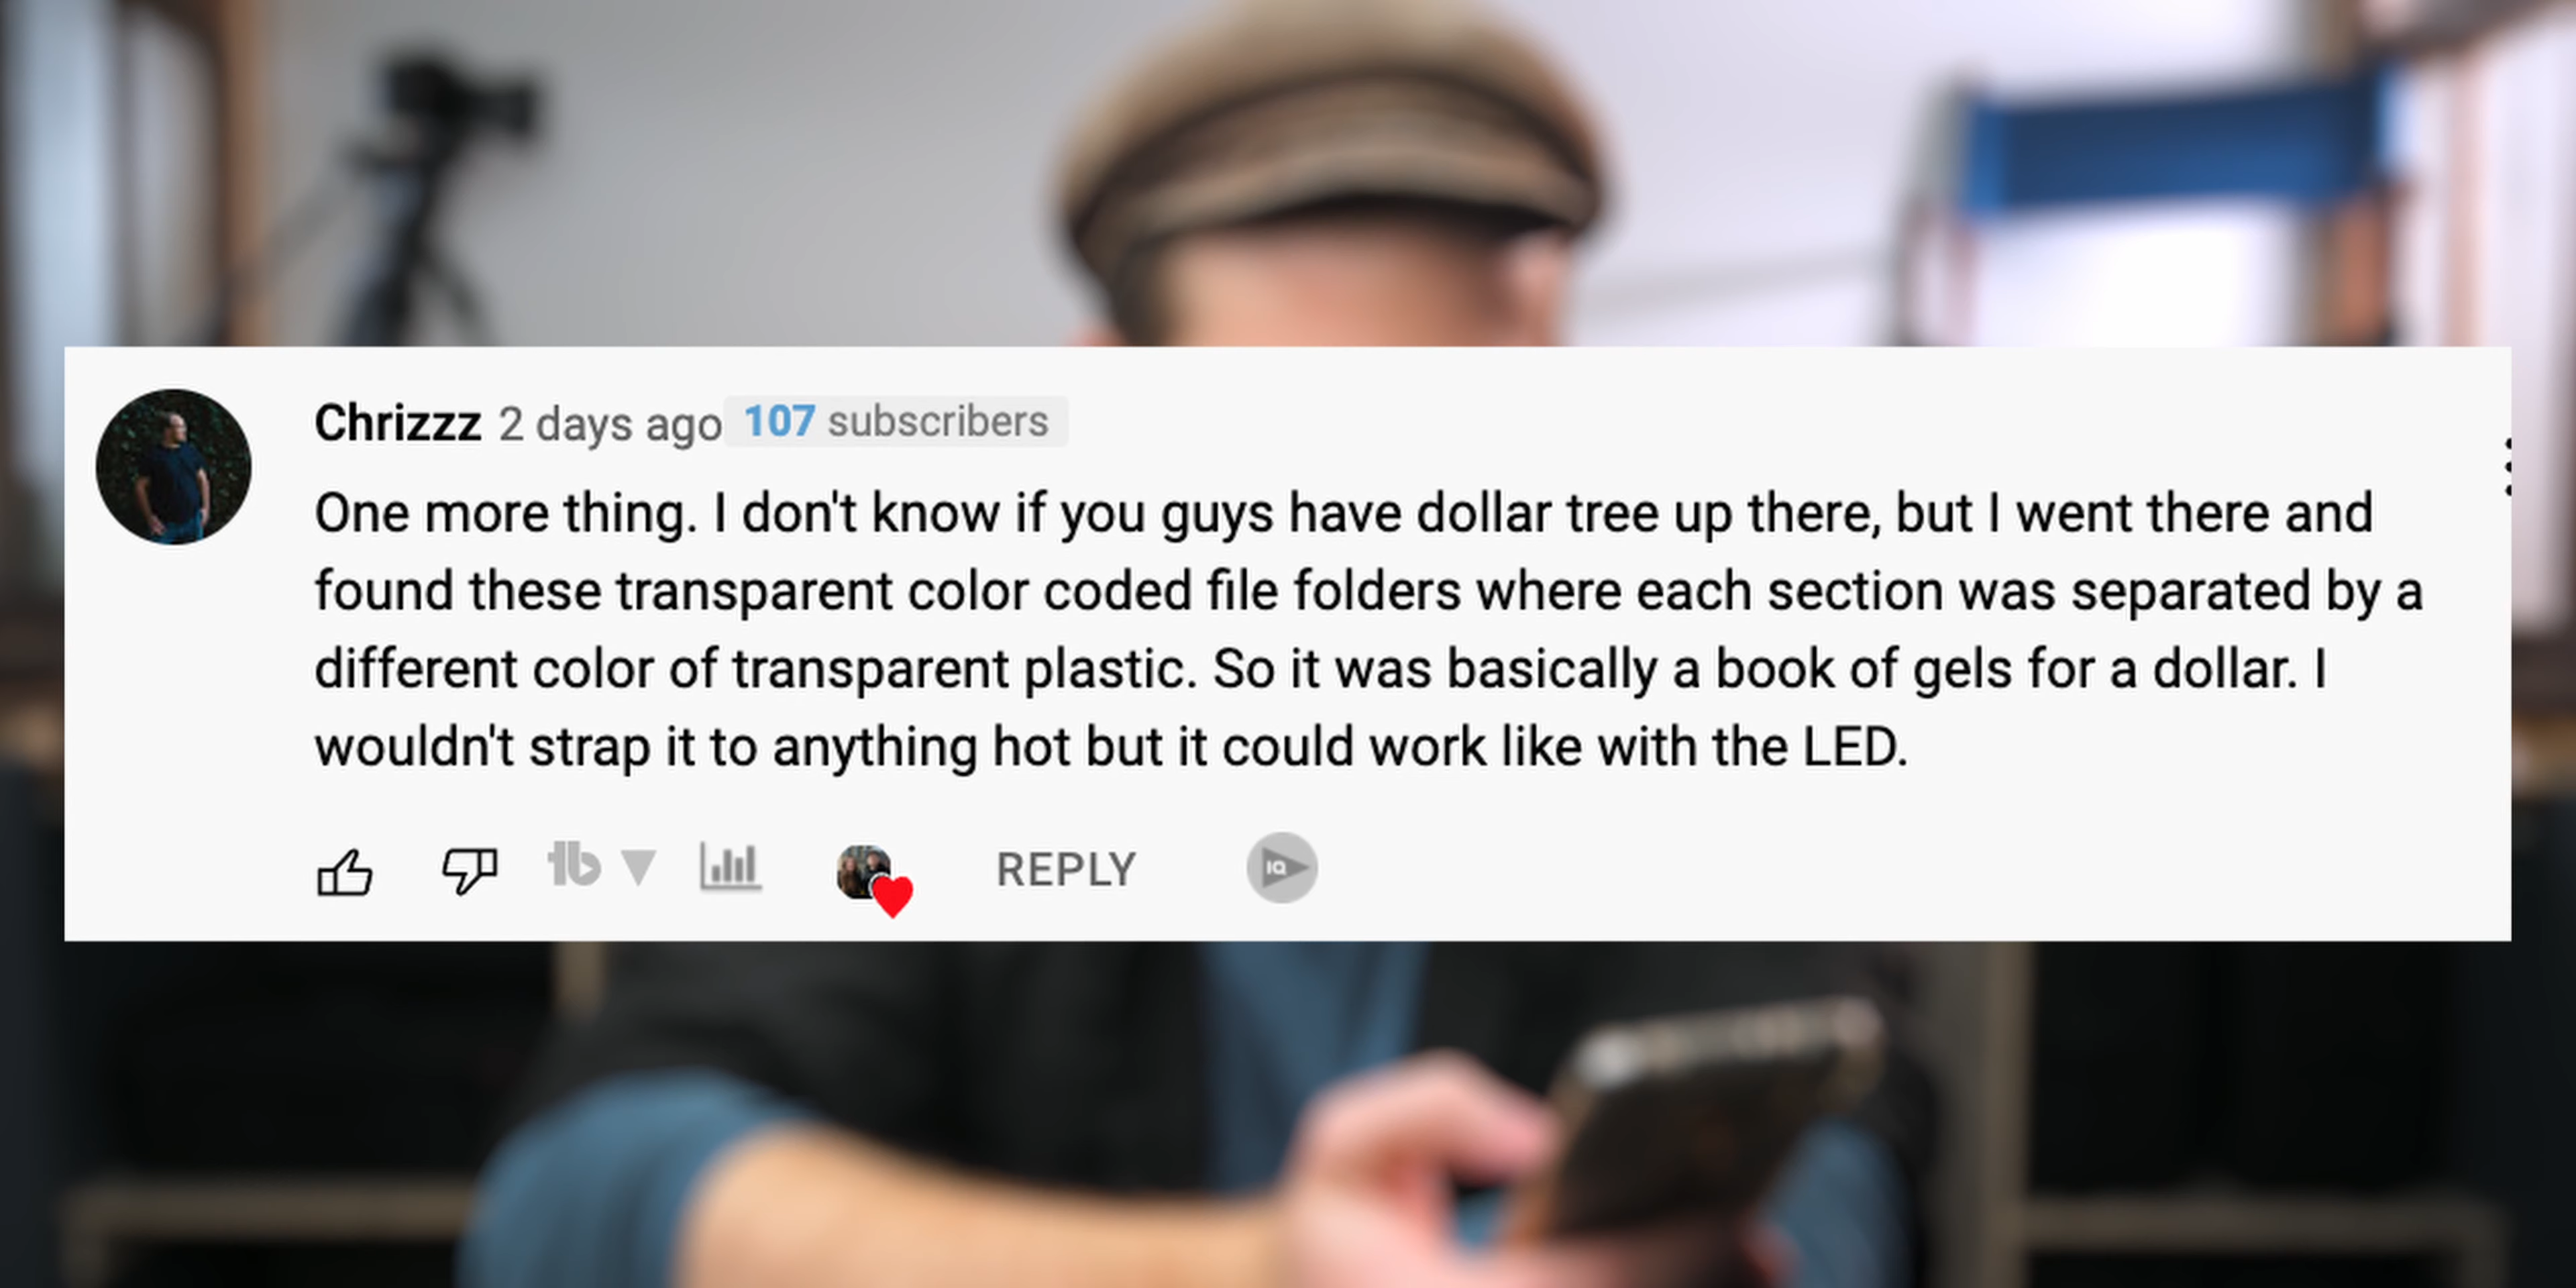 Chrizzz 2 days ago 107 subscribers
One more thing. I don't know if you guys have dollar tree up there, but I went there and
found these transparent color coded file folders where each section was separated by a
different color of transparent plastic. So it was basically a book of gels for a dollar. I
wouldn't strap it to anything hot but it could work like with the LED.
tb REPLY IQ